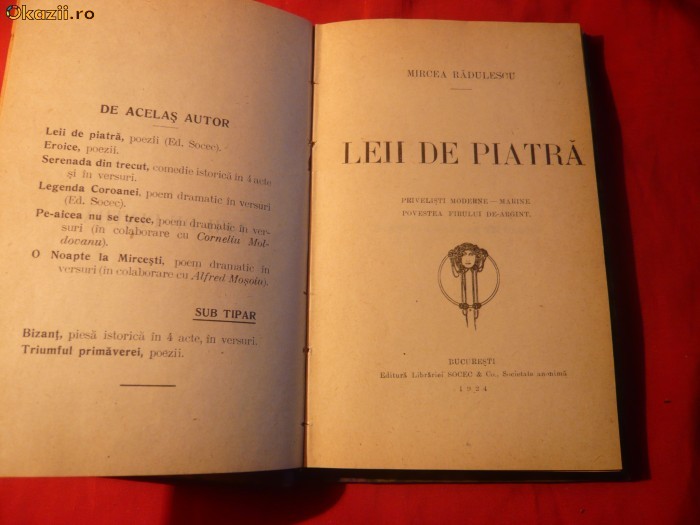 Okazii.ro
DE ACELAȘ AUTOR
Leii de piatră, poezii (Ed. Socec).
Eroice, poezii.
Serenada din trecut, comedie istorică în 4 acte
și în versuri.
Legenda Coroanei, poem dramatic în versuri
(Ed. Socec).
Pe-aicea nu se trece, poem dramatic în ver-
suri (în colaborare cu Corneliu Mol-
dovanu).
O Noapte la Mircești, poem dramatic în
versuri (în colaborare cu Alfred Moșoiu).
SUB TIPAR
Bizanț, piesă istorică în 4 acte, în versuri.
Triumful primăverei, poezii.
MIRCEA RĂDULESCU
LEII DE PIATRĂ
PRIVELIȘTI MODERNE — MARINE
POVESTEA FIRULUI DE-ARGINT.
BUCUREȘTI
Editură Librăriei SOCEC & Co., Societate anonimă
1924